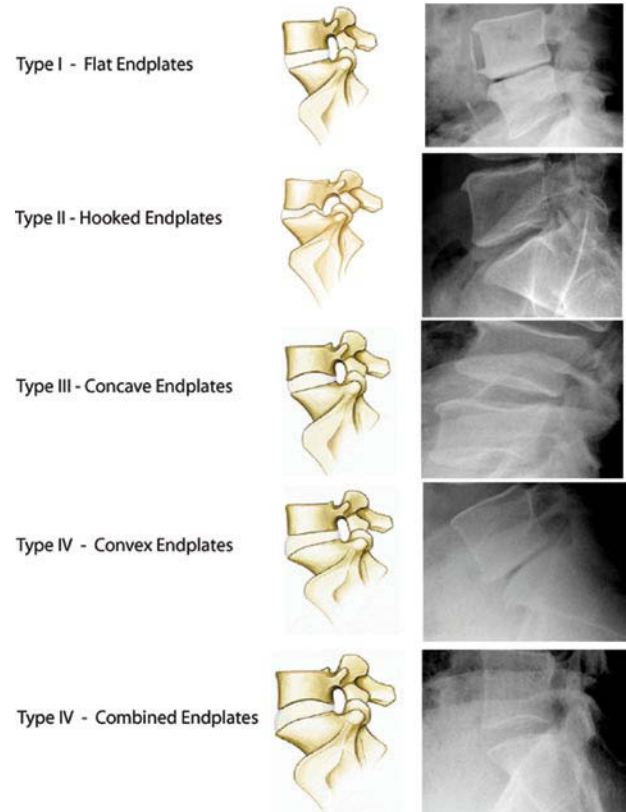 Type I - Flat Endplates
Type II - Hooked Endplates
Type III - Concave Endplates
Type IV - Convex Endplates
Type IV - Combined Endplates